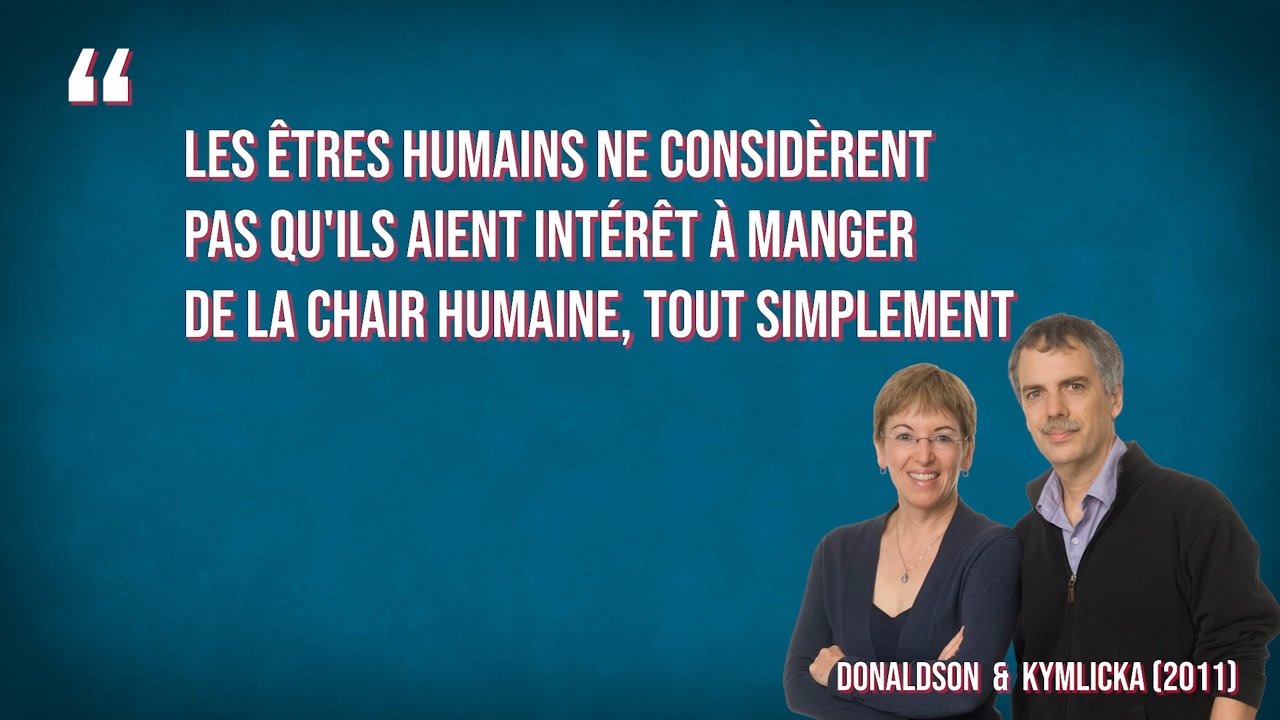 “
LES ÊTRES HUMAINS NE CONSIDÈRENT
PAS QU'ILS AIENT INTÉRÊT À MANGER
DE LA CHAIR HUMAINE, TOUT SIMPLEMENT
DONALDSON & KYMLICKA (2011)